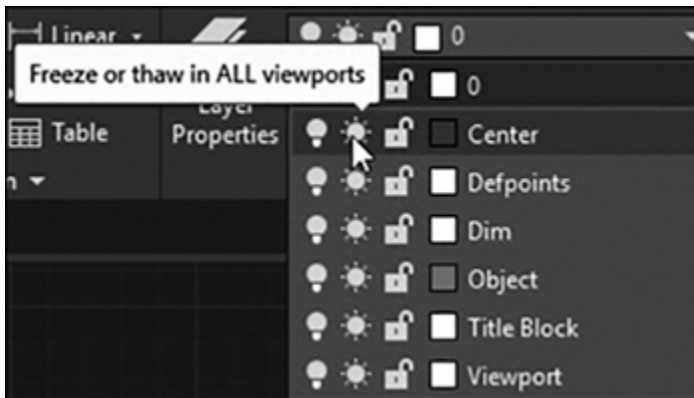 Linear
0
Freeze or thaw in ALL viewports
0
Layer
Properties
Table
Center
Defpoints
Dim
Object
Title Block
Viewport